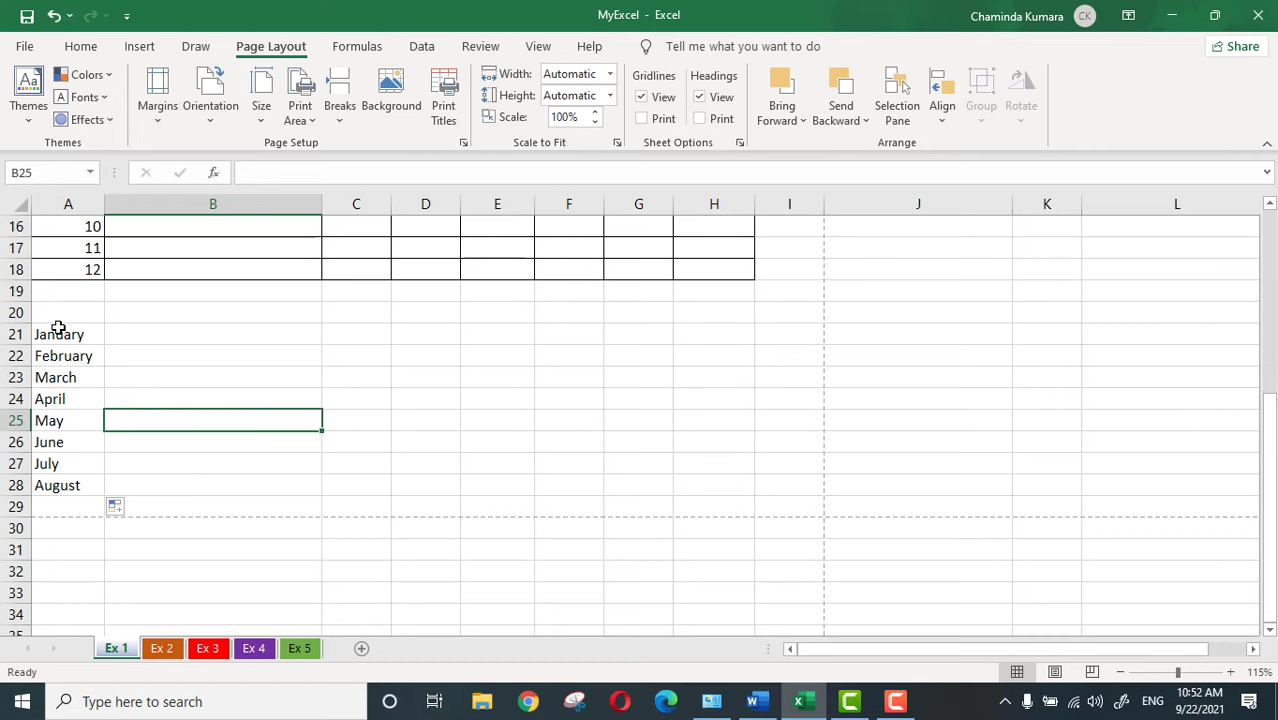 MyExcel - Excel
Chaminda Kumara
CK
File
Home
Insert
Draw
Page Layout
Formulas
Data
Review
View
Help
Tell me what you want to do
Share
Themes
Colors
Fonts
Effects
Themes
Margins
Orientation
Size
Print Area
Breaks
Background
Print Titles
Page Setup
Width: Automatic
Height: Automatic
Scale: 100%
Scale to Fit
Gridlines
View
Print
Headings
View
Print
Sheet Options
Bring Forward
Send Backward
Selection Pane
Align
Group
Rotate
Arrange
B25
fx
A B C D E F G H I J K L
16 10
17 11
18 12
19
20
21 January
22 February
23 March
24 April
25 May
26 June
27 July
28 August
29
30
31
32
33
34
35
Ex 1 Ex 2 Ex 3 Ex 4 Ex 5
Ready
115%
Type here to search
ENG
10:52 AM
9/22/2021